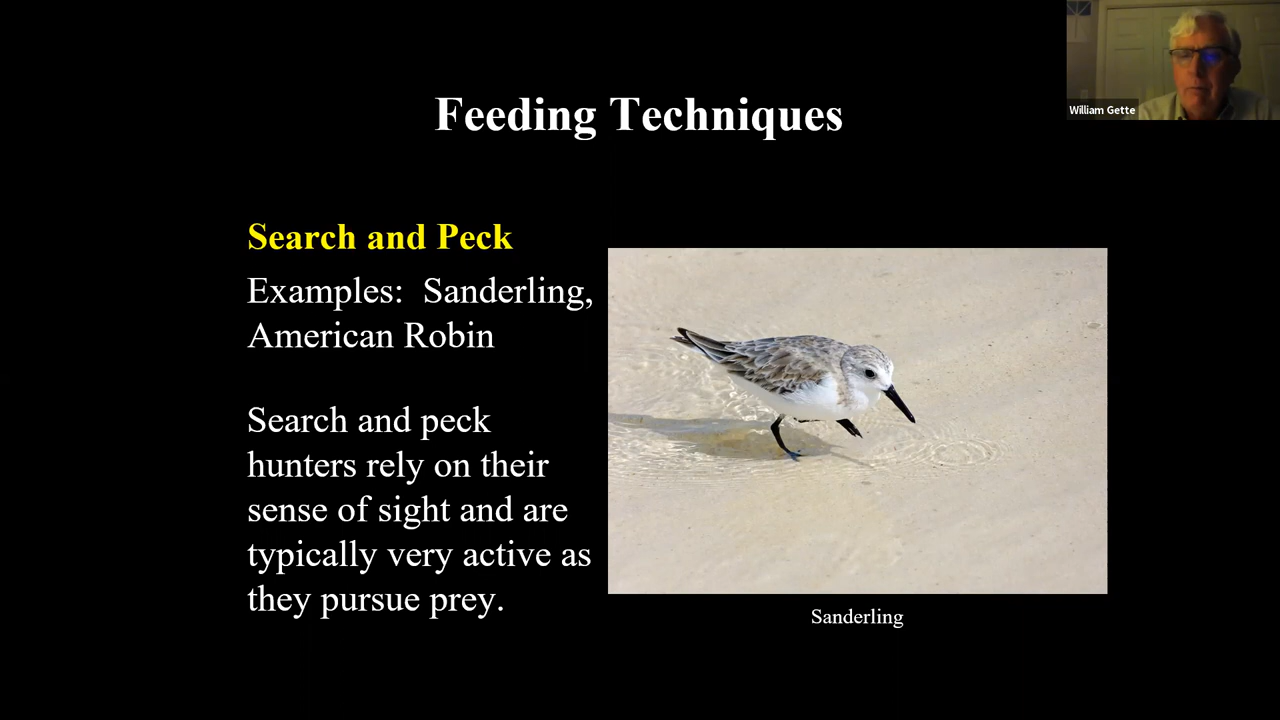 William Gette
Feeding Techniques
Search and Peck
Examples:  Sanderling,
American Robin
Search and peck
hunters rely on their
sense of sight and are
typically very active as
they pursue prey.
Sanderling